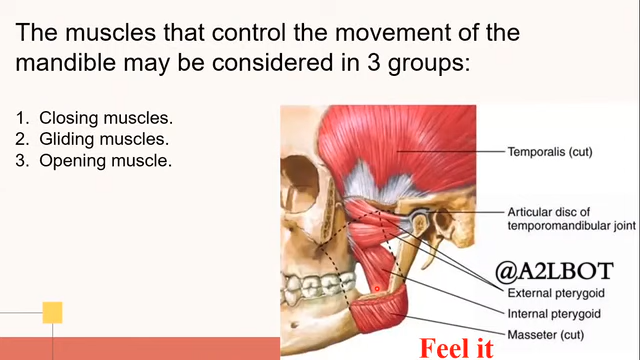 The muscles that control the movement of the
mandible may be considered in 3 groups:
1. Closing muscles.
2. Gliding muscles.
3. Opening muscle.
Temporalis (cut)
Articular disc of
temporomandibular joint
@A2LBOT
External pterygoid
Internal pterygoid
Masseter (cut)
Feel it